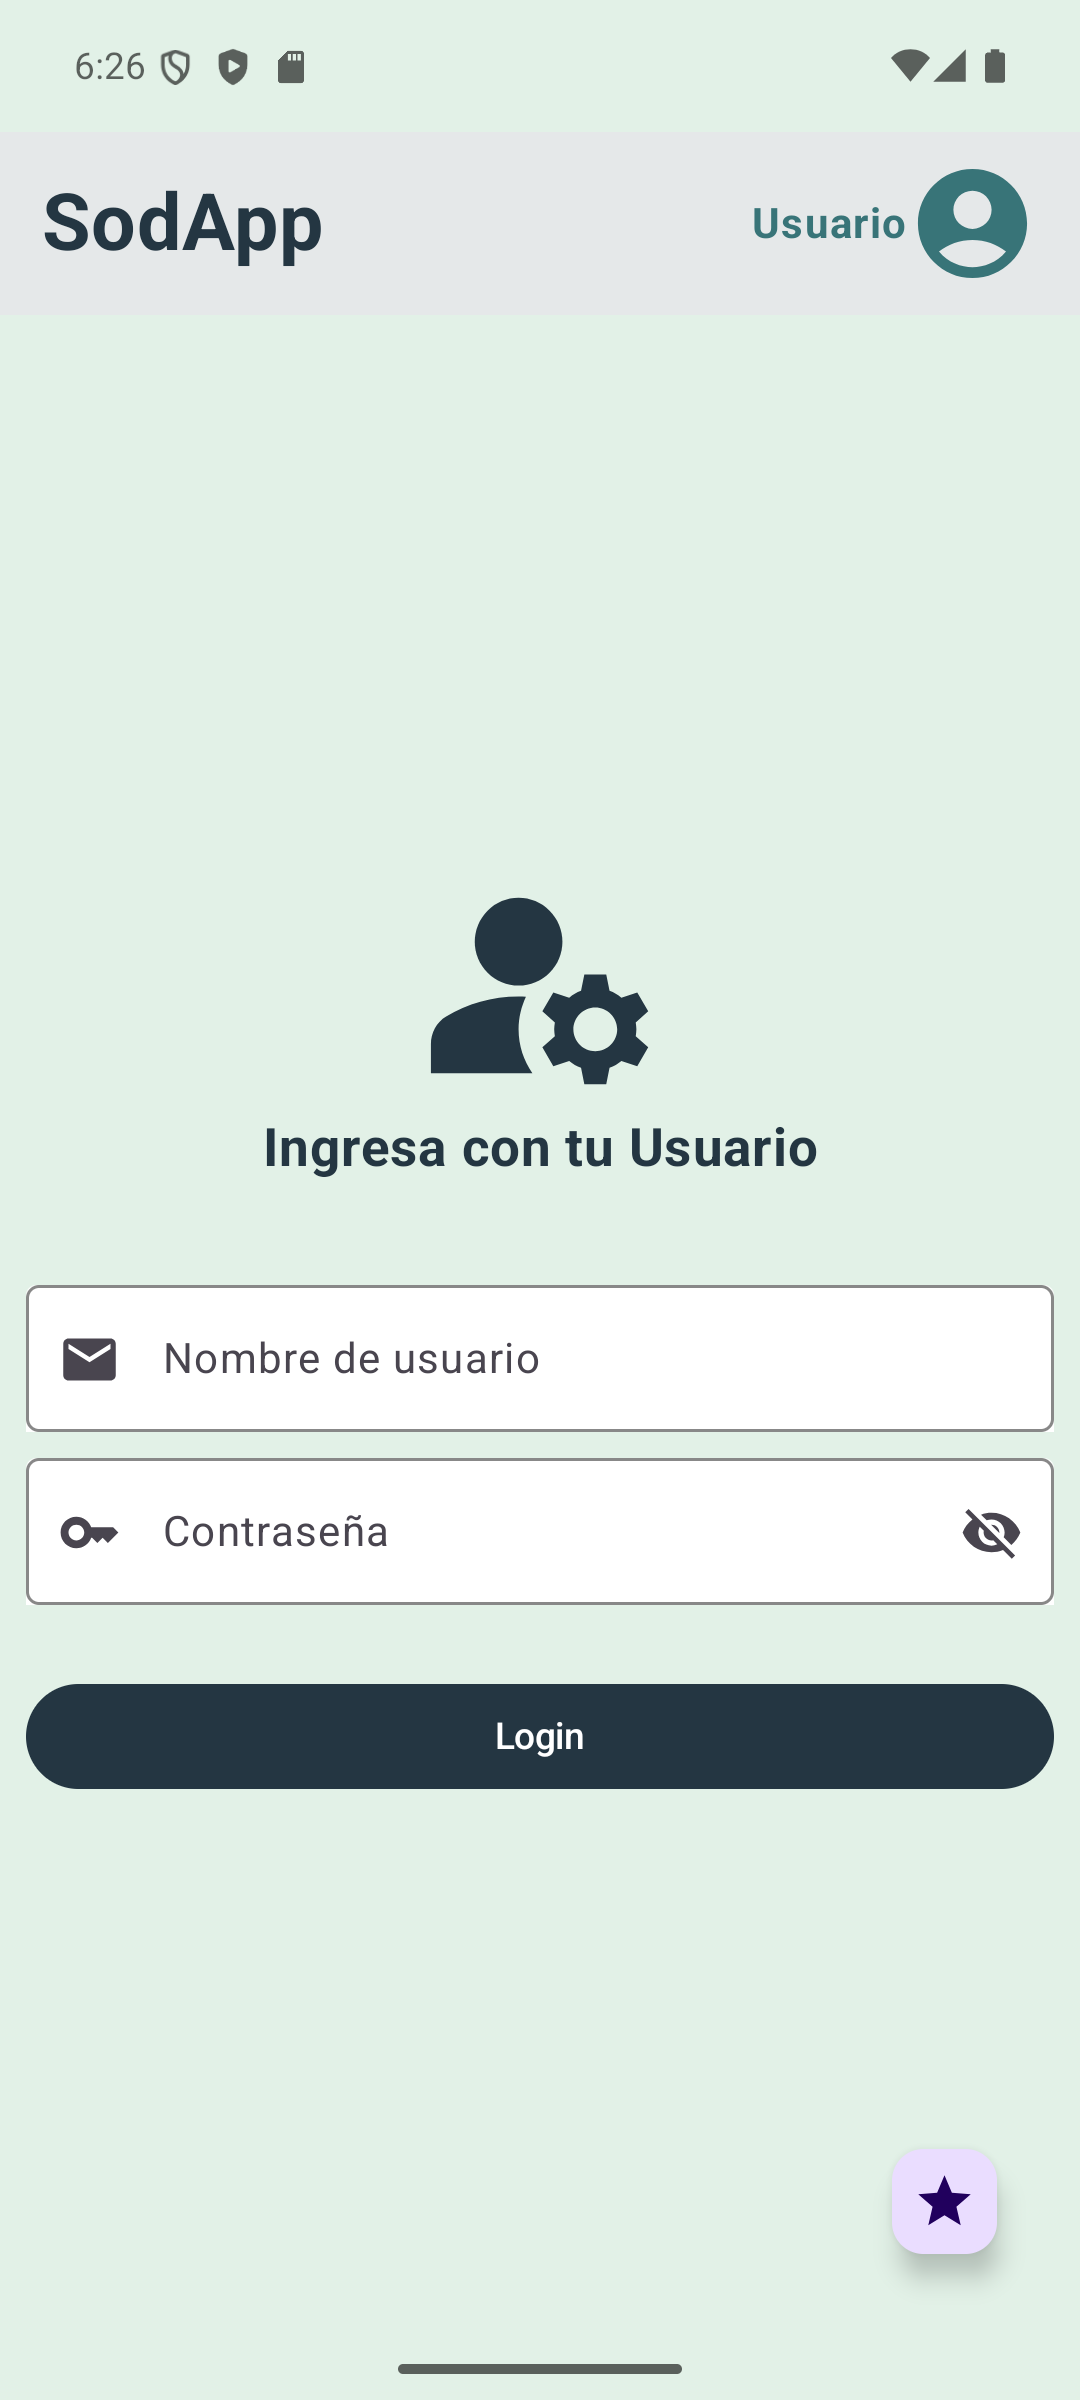 6:26
SodApp
Usuario
Ingresa con tu Usuario
Nombre de usuario
Contraseña
Login